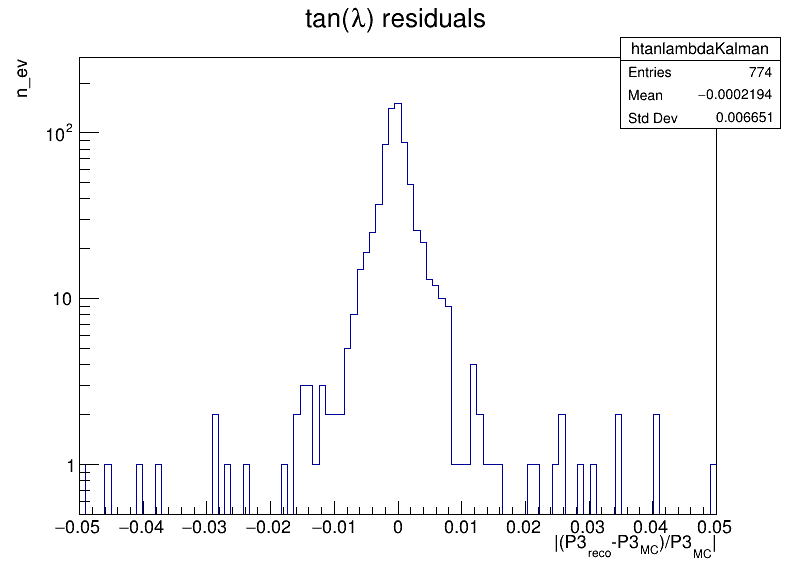 tan(λ) residuals
htanlambdaKalman
Entries 774
Mean −0.0002194
Std Dev 0.006651
n_ev
10²
10
1
−0.05 −0.04 −0.03 −0.02 −0.01 0 0.01 0.02 0.03 0.04 0.05
|(P3reco-P3MC)/P3MC|